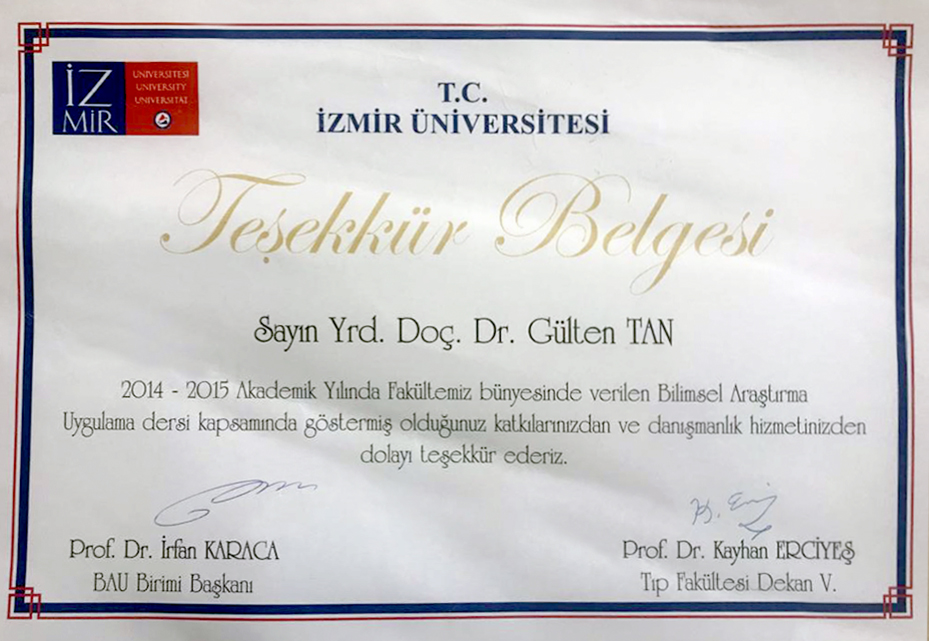 İZMİR
ÜNİVERSİTESİ
UNIVERSITY
UNIVERSITÄT
T.C.
İZMİR ÜNİVERSİTESİ
Teşekkür Belgesi
Sayın Yrd. Doç. Dr. Gülten TAN
2014 - 2015 Akademik Yılında Fakültemiz bünyesinde verilen Bilimsel Araştırma
Uygulama dersi kapsamında göstermiş olduğunuz katkılarınızdan ve danışmanlık hizmetinizden
dolayı teşekkür ederiz.
Prof. Dr. İrfan KARACA
BAU Birimi Başkanı
Prof. Dr. Kayhan ERCİYEŞ
Tıp Fakültesi Dekan V.